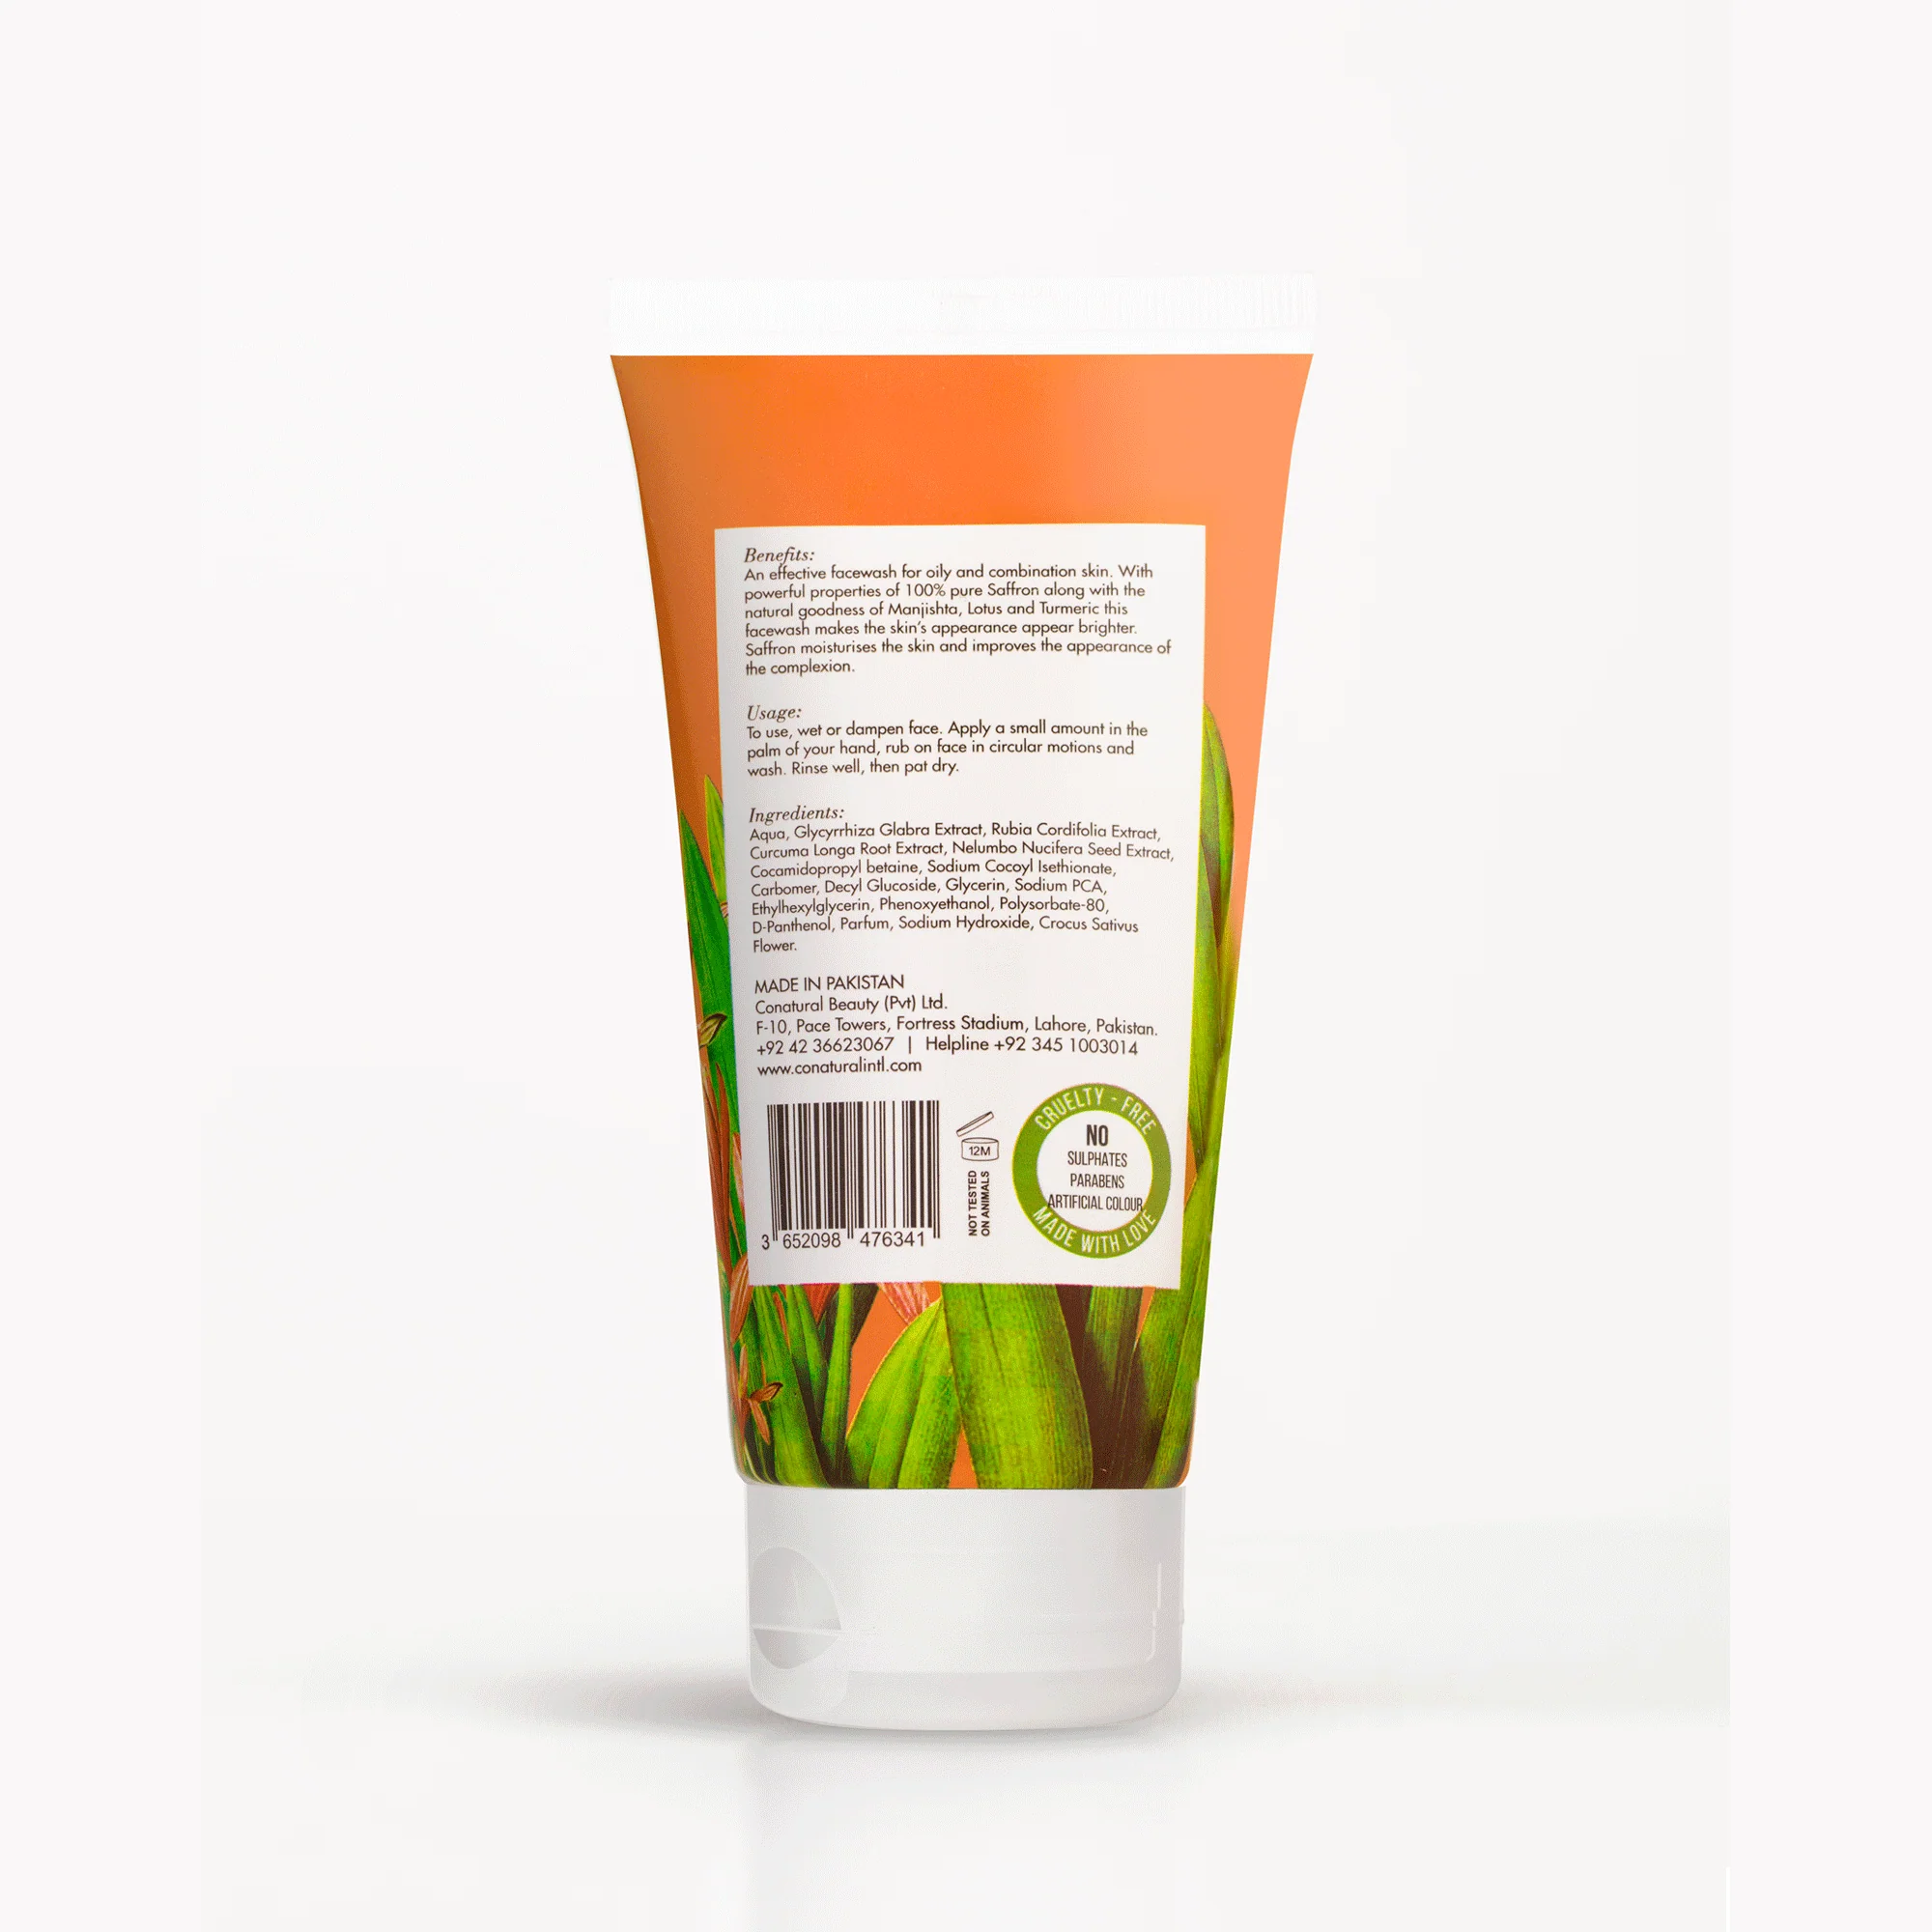 Benefits:
An effective facewash for oily and combination skin. With
powerful properties of 100% pure Saffron along with the
natural goodness of Manjishta, Lotus and Turmeric this
facewash makes the skin's appearance appear brighter.
Saffron moisturises the skin and improves the appearance of
the complexion.
Usage:
To use, wet or dampen face. Apply a small amount in the
palm of your hand, rub on face in circular motions and
wash. Rinse well, then pat dry.
Ingredients:
Aqua, Glycyrrhiza Glabra Extract, Rubia Cordifolia Extract,
Curcuma Longa Root Extract, Nelumbo Nucifera Seed Extract,
Cocamidopropyl betaine, Sodium Cocoyl Isethionate,
Carbomer, Decyl Glucoside, Glycerin, Sodium PCA,
Ethylhexylglycerin, Phenoxyethanol, Polysorbate-80,
D-Panthenol, Parfum, Sodium Hydroxide, Crocus Sativus
Flower.
MADE IN PAKISTAN
Conatural Beauty (Pvt) Ltd.
F-10, Pace Towers, Fortress Stadium, Lahore, Pakistan.
+92 42 36623067 | Helpline +92 345 1003014
www.conaturalintl.com
3 652098 476341
12M
NOT TESTED
ON ANIMALS
CRUELTY - FREE
NO
SULPHATES
PARABENS
ARTIFICIAL COLOUR
MADE WITH LOVE